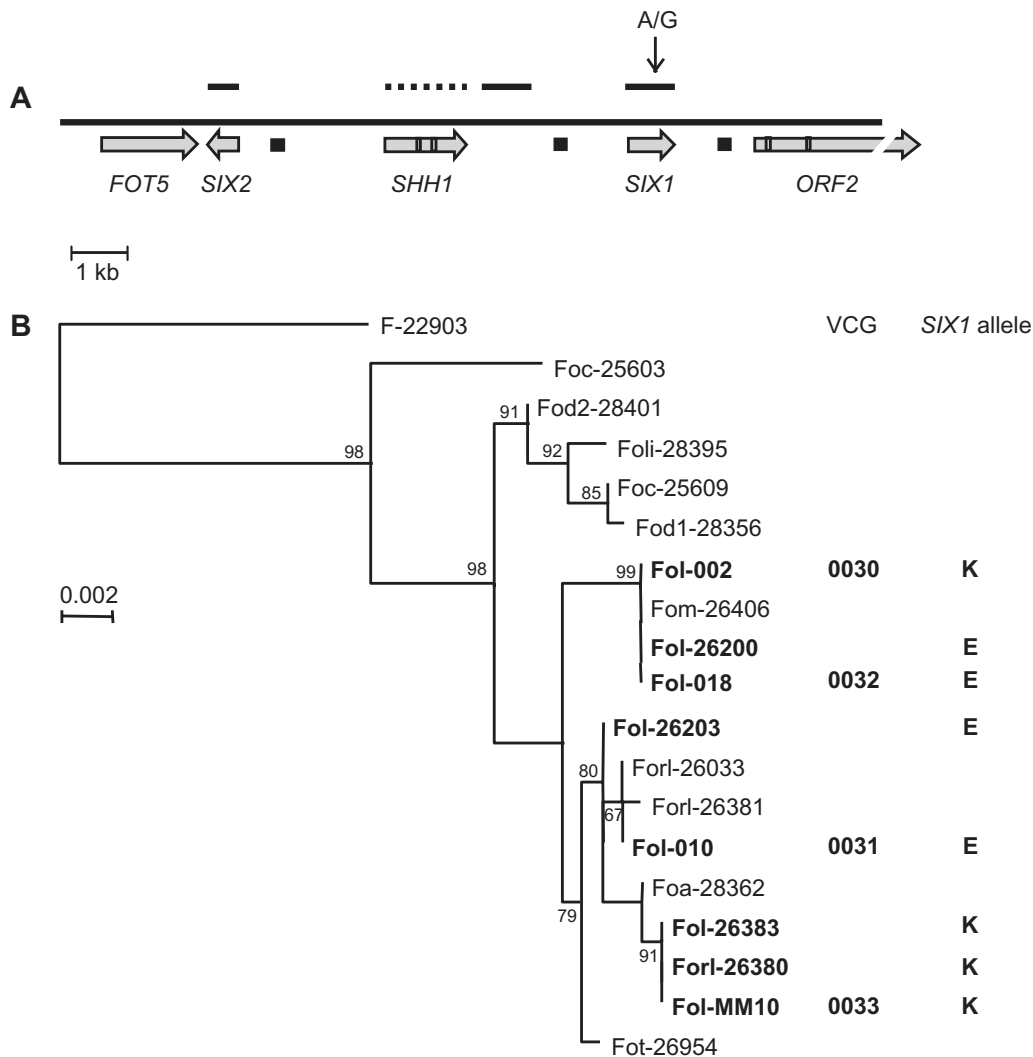 A/G
A
FOT5 SIX2 SHH1 SIX1 ORF2
1 kb
B
F-22903 VCG SIX1 allele
Foc-25603
91 Fod2-28401
98 92 Foli-28395
85 Foc-25609
Fod1-28356
98 99 Fol-002 0030 K
0.002 Fom-26406
Fol-26200 E
Fol-018 0032 E
Fol-26203 E
80 Forl-26033
67 Forl-26381
Fol-010 0031 E
Foa-28362
79 Fol-26383 K
91 Forl-26380 K
Fol-MM10 0033 K
Fot-26954